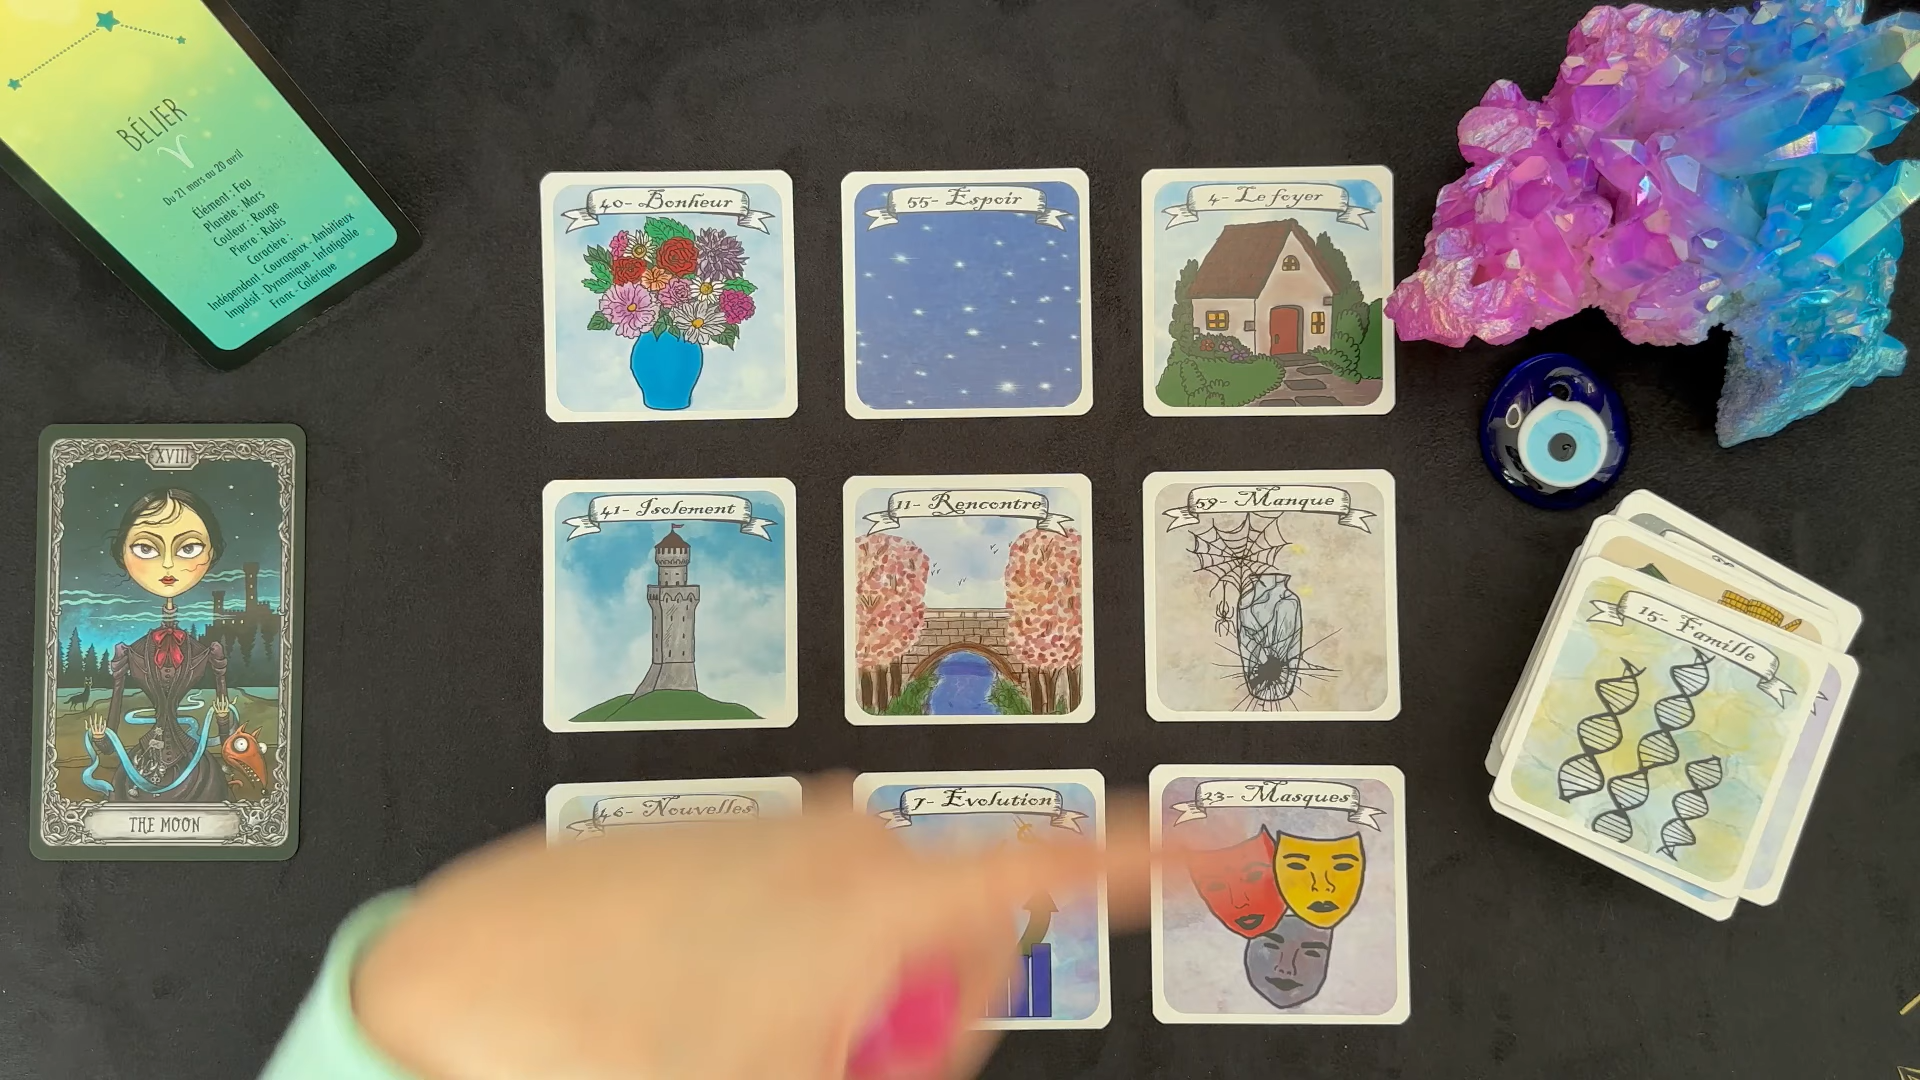 BÉLIER
Du 21 mars au 20 avril
Élément : Feu
Planète : Mars
Couleur : Rouge
Pierre : Rubis
Caractère :
Indépendant - Courageux - Ambitieux
Impulsif - Dynamique - Infatigable
Franc - Colérique
XVIII
THE MOON
40- Bonheur
55- Espoir
4- Le foyer
41- Isolement
11- Rencontre
59- Manque
46- Nouvelles
7- Evolution
23- Masques
15- Famille